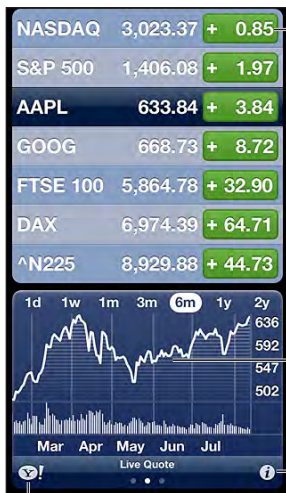 NASDAQ 3,023.37 + 0.85
S&P 500 1,406.08 + 1.97
AAPL 633.84 + 3.84
GOOG 668.73 + 8.72
FTSE 100 5,864.78 + 32.90
DAX 6,974.39 + 64.71
^N225 8,929.88 + 44.73
1d 1w 1m 3m 6m 1y 2y
636
592
547
502
Mar Apr May Jun Jul
Y! Live Quote i